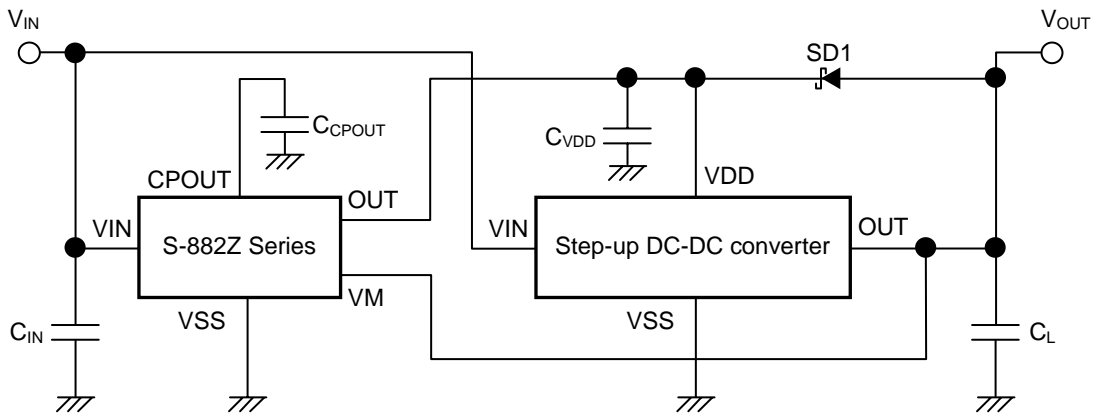 VIN
VOUT
SD1
CCPOUT
CVDD
CPOUT
VDD
OUT
VIN
S-882Z Series
VIN
Step-up DC-DC converter
OUT
VM
VSS
VSS
CIN
CL